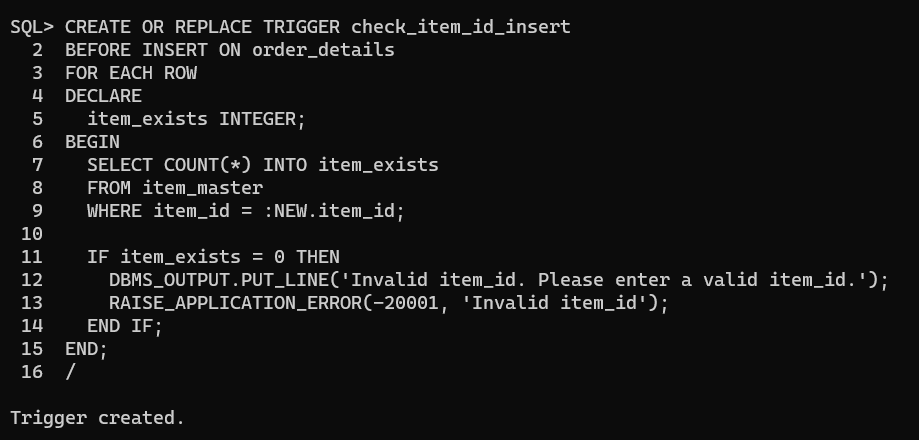 SQL> CREATE OR REPLACE TRIGGER check_item_id_insert
  2  BEFORE INSERT ON order_details
  3  FOR EACH ROW
  4  DECLARE
  5    item_exists INTEGER;
  6  BEGIN
  7    SELECT COUNT(*) INTO item_exists
  8    FROM item_master
  9    WHERE item_id = :NEW.item_id;
 10
 11    IF item_exists = 0 THEN
 12      DBMS_OUTPUT.PUT_LINE('Invalid item_id. Please enter a valid item_id.');
 13      RAISE_APPLICATION_ERROR(-20001, 'Invalid item_id');
 14    END IF;
 15  END;
 16  /
Trigger created.